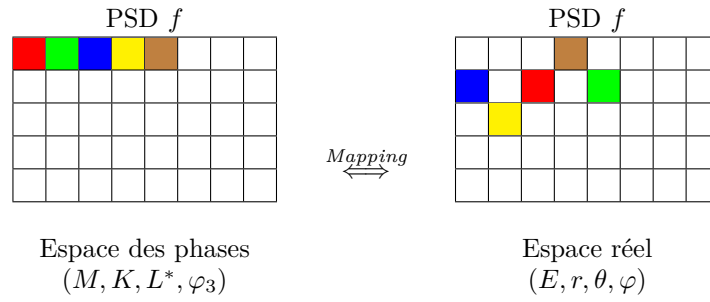 PSD f
PSD f
Mapping
⟺
Espace des phases
(M, K, L*, φ₃)
Espace réel
(E, r, θ, φ)